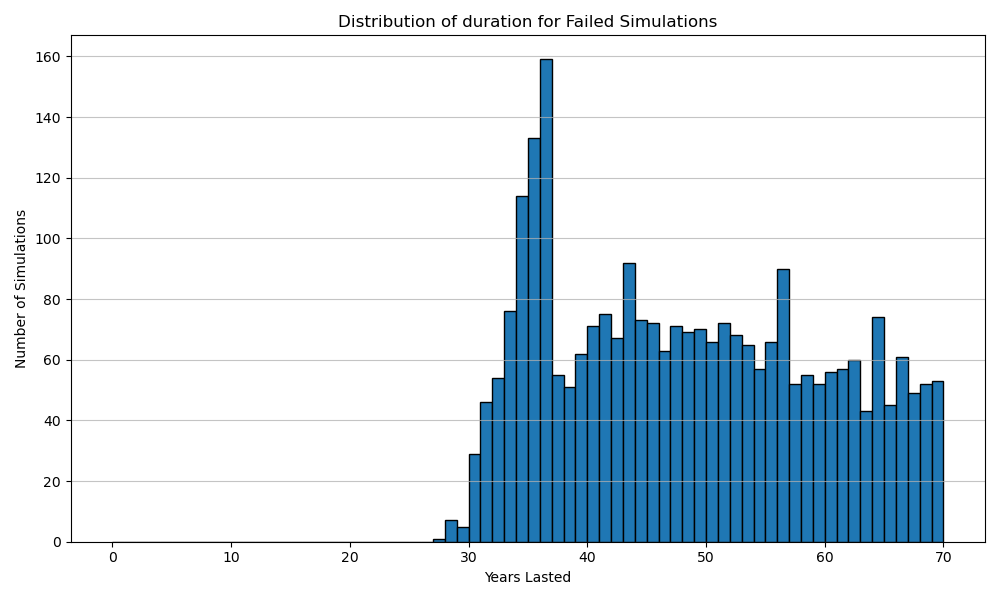 Distribution of duration for Failed Simulations
Number of Simulations
160
140
120
100
80
60
40
20
0
0 10 20 30 40 50 60 70
Years Lasted